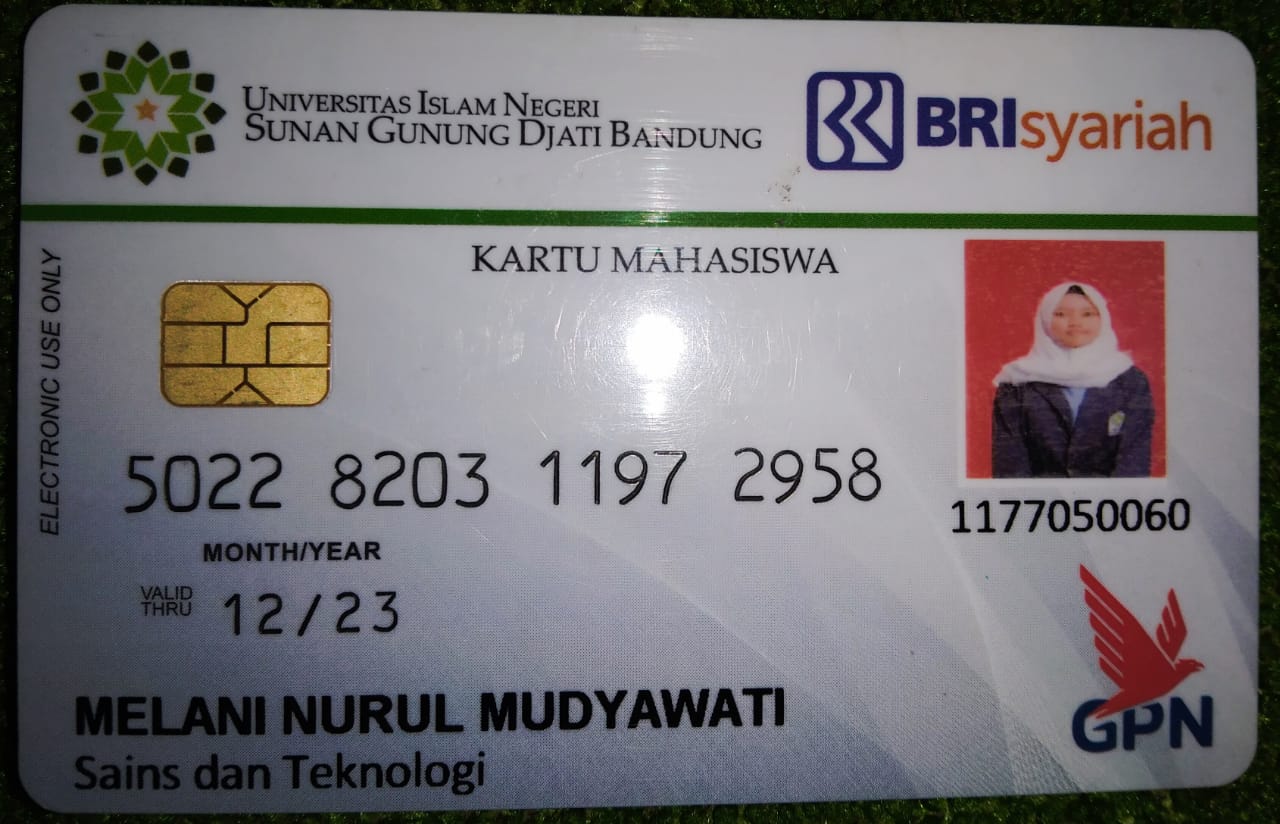 UNIVERSITAS ISLAM NEGERI
SUNAN GUNUNG DJATI BANDUNG
BRIsyariah
KARTU MAHASISWA
ELECTRONIC USE ONLY
5022 8203 1197 2958
1177050060
MONTH/YEAR
VALID
THRU
12/23
MELANI NURUL MUDYAWATI
Sains dan Teknologi
GPN